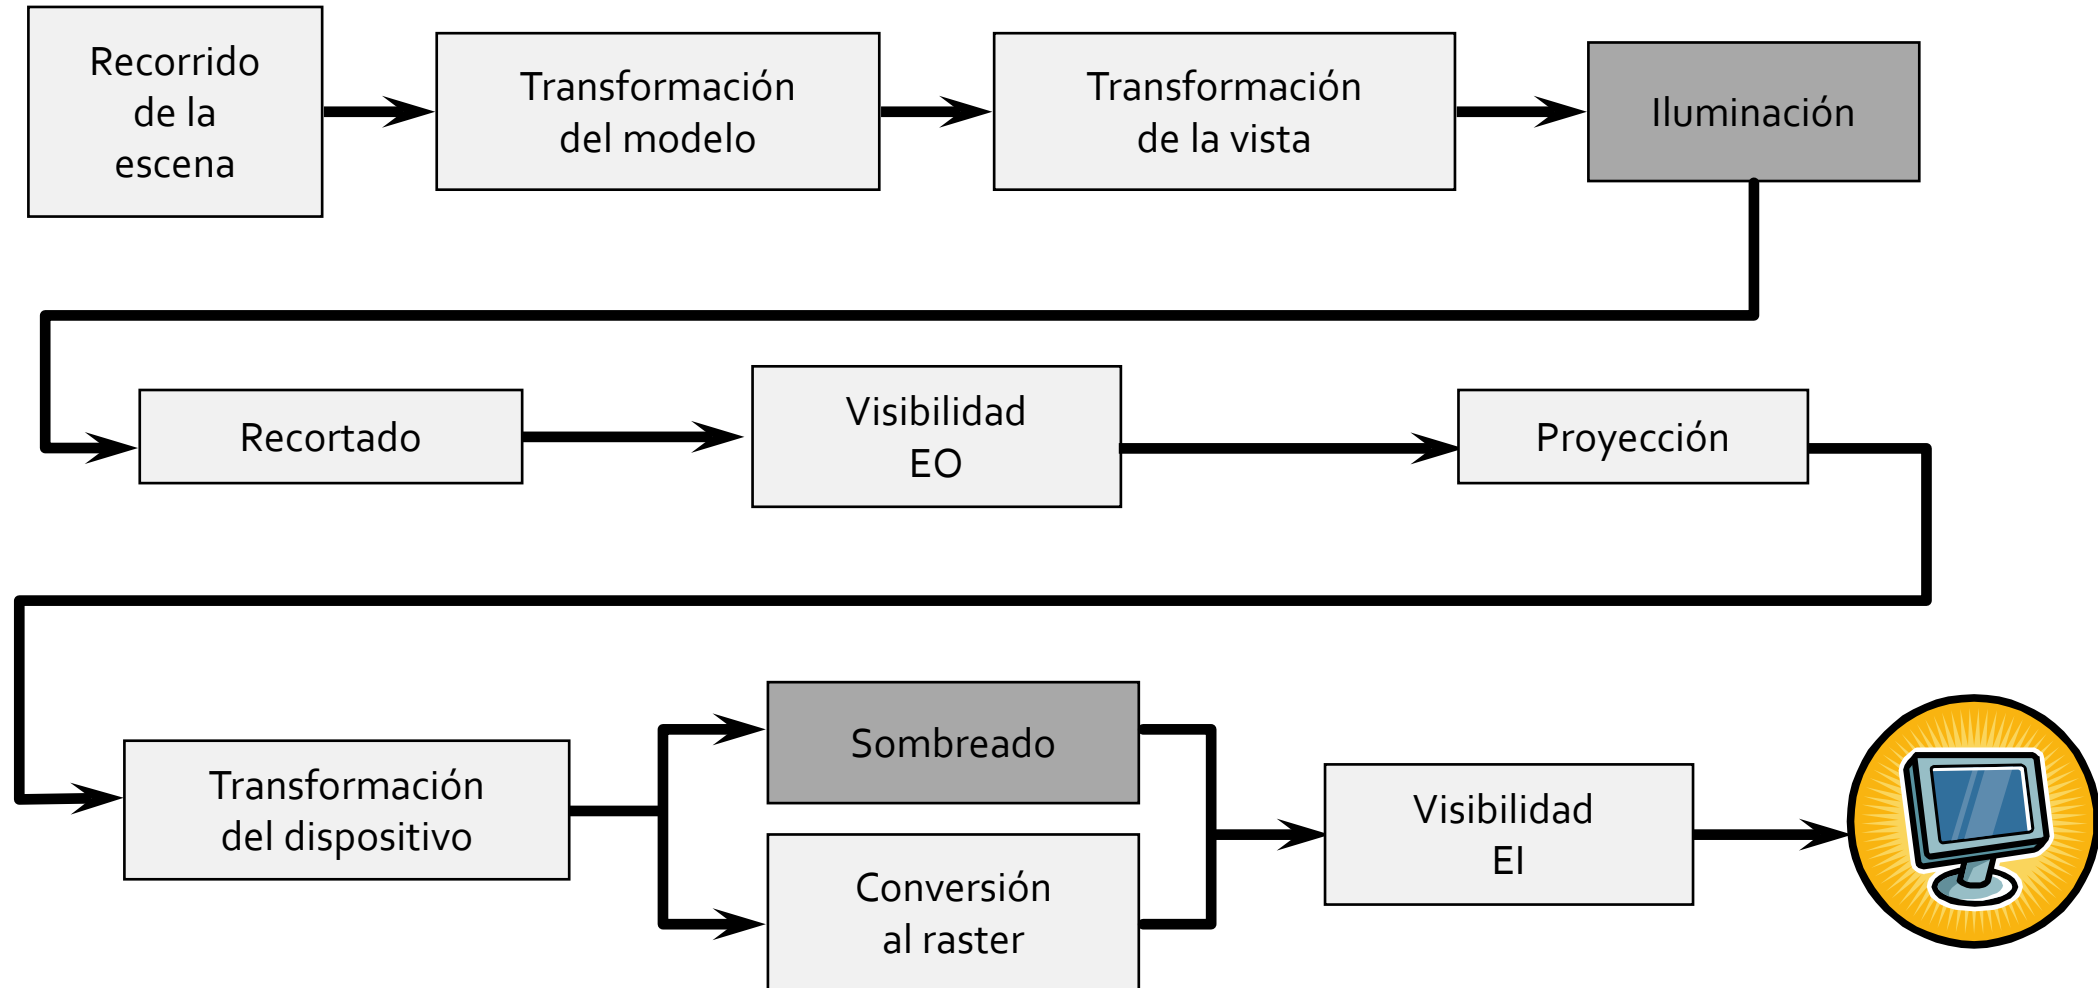 Recorrido
de la
escena
Transformación
del modelo
Transformación
de la vista
Iluminación
Recortado
Visibilidad
EO
Proyección
Transformación
del dispositivo
Sombreado
Conversión
al raster
Visibilidad
EI